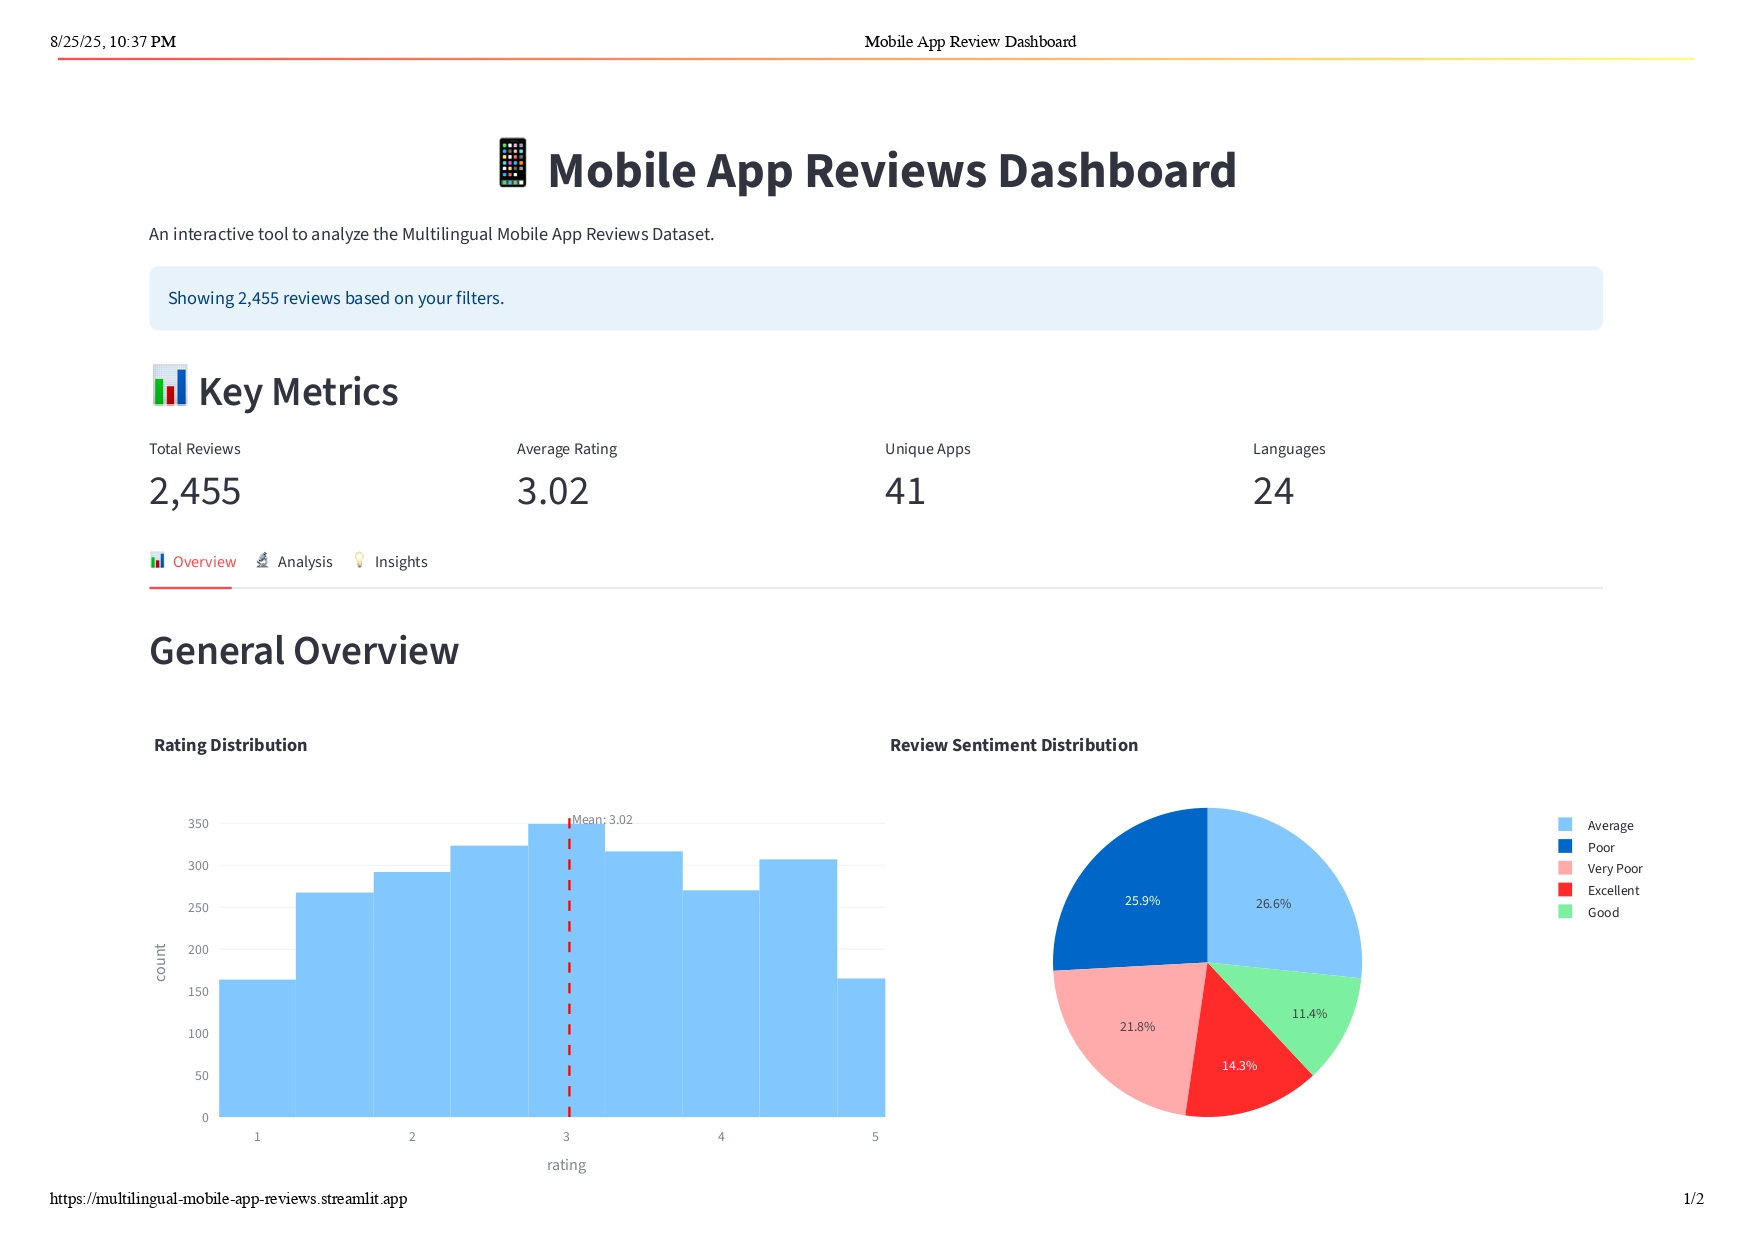 8/25/25, 10:37 PM
Mobile App Review Dashboard
Mobile App Reviews Dashboard
An interactive tool to analyze the Multilingual Mobile App Reviews Dataset.
Showing 2,455 reviews based on your filters.
Key Metrics
Total Reviews
2,455
Average Rating
3.02
Unique Apps
41
Languages
24
Overview
Analysis
Insights
General Overview
Rating Distribution
350
300
250
200
150
100
50
0
count
Mean: 3.02
1
2
3
4
5
rating
Review Sentiment Distribution
25.9%
26.6%
11.4%
21.8%
14.3%
Average
Poor
Very Poor
Excellent
Good
https://multilingual-mobile-app-reviews.streamlit.app
1/2